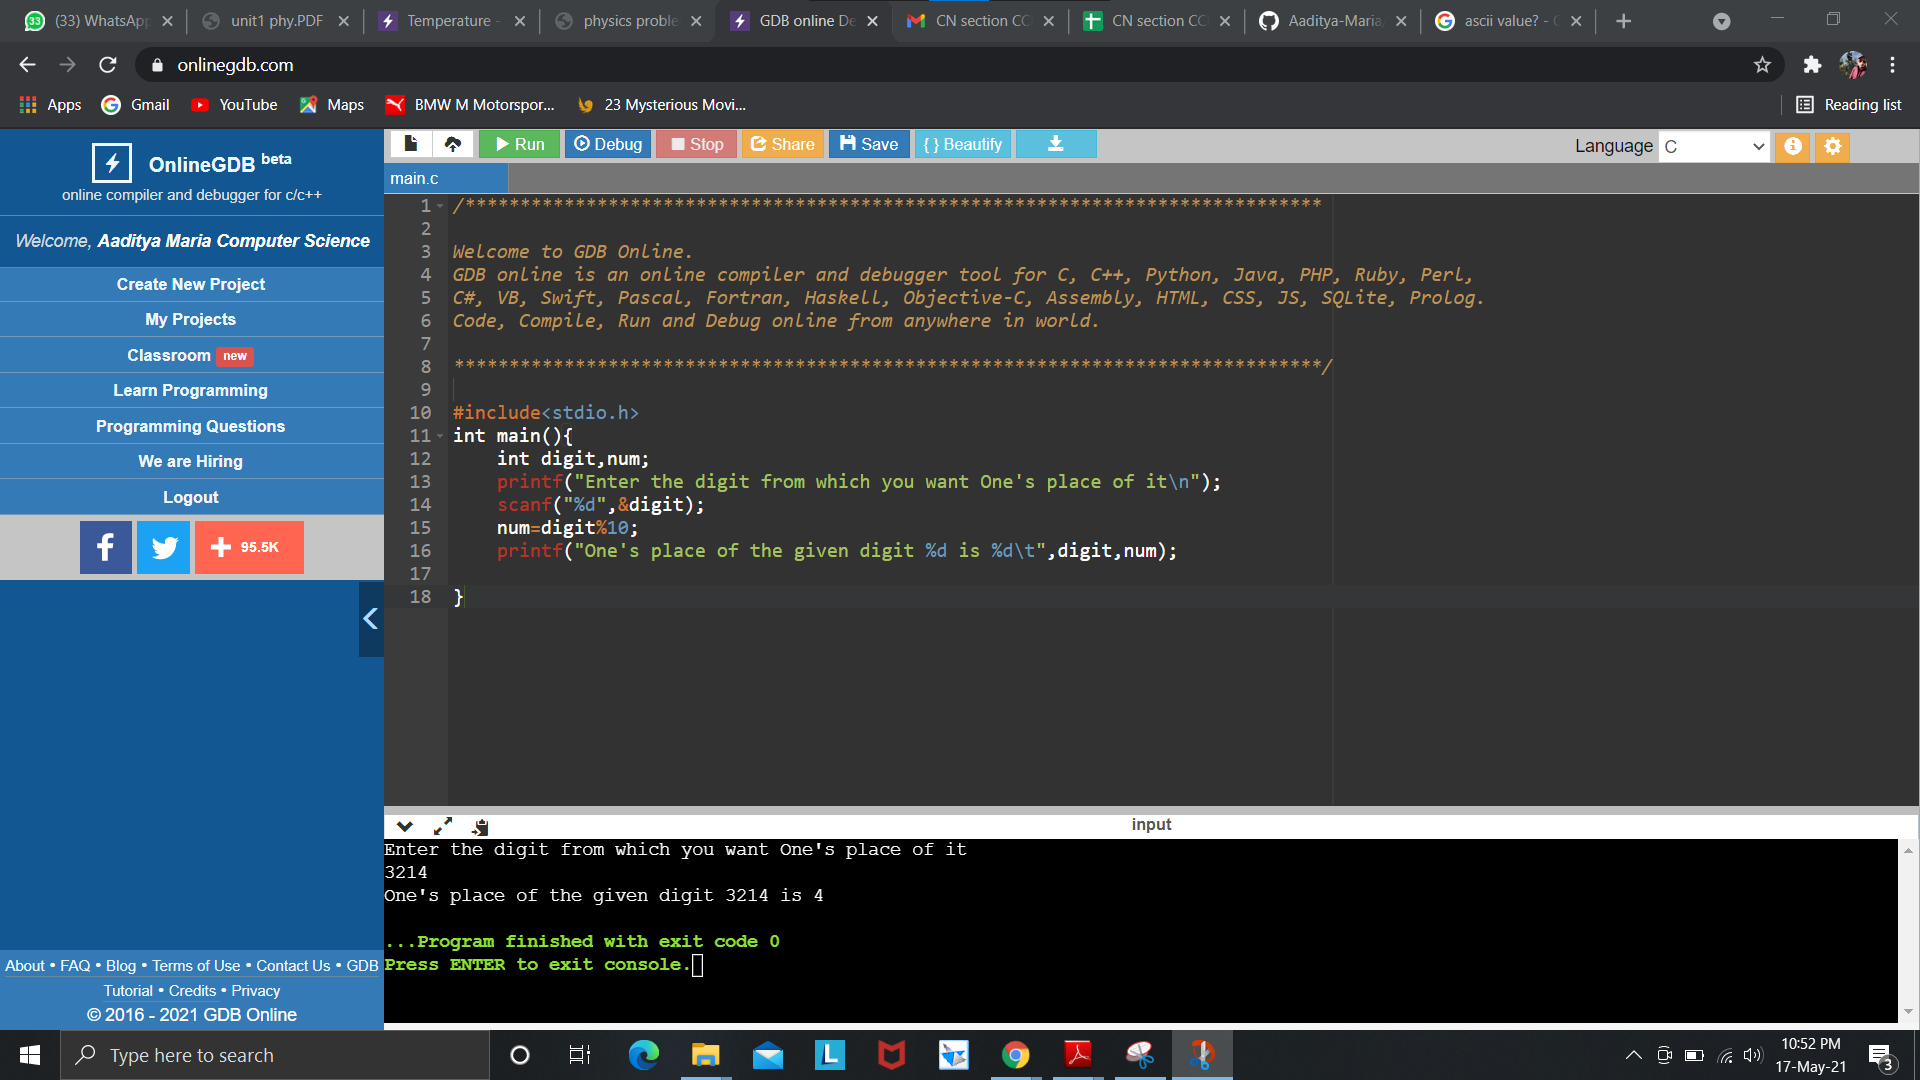 (33) WhatsApp
unit1 phy.PDF
Temperature -
physics proble
GDB online De
CN section CC
CN section CC
Aaditya-Maria
ascii value? -
onlinegdb.com
Apps
Gmail
YouTube
Maps
BMW M Motorspor...
23 Mysterious Movi...
Reading list
OnlineGDB beta
online compiler and debugger for c/c++
Welcome, Aaditya Maria Computer Science
Create New Project
My Projects
Classroom new
Learn Programming
Programming Questions
We are Hiring
Logout
95.5K
Run
Debug
Stop
Share
Save
{ } Beautify
Language C
main.c
1 /******************************************************************************
2
3 Welcome to GDB Online.
4 GDB online is an online compiler and debugger tool for C, C++, Python, Java, PHP, Ruby, Perl,
5 C#, VB, Swift, Pascal, Fortran, Haskell, Objective-C, Assembly, HTML, CSS, JS, SQLite, Prolog.
6 Code, Compile, Run and Debug online from anywhere in world.
7
8 *******************************************************************************/
9
10 #include<stdio.h>
11 int main(){
12 int digit,num;
13 printf("Enter the digit from which you want One's place of it\n");
14 scanf("%d",&digit);
15 num=digit%10;
16 printf("One's place of the given digit %d is %d\t",digit,num);
17
18 }
input
Enter the digit from which you want One's place of it
3214
One's place of the given digit 3214 is 4
...Program finished with exit code 0
Press ENTER to exit console.
About • FAQ • Blog • Terms of Use • Contact Us • GDB
Tutorial • Credits • Privacy
© 2016 - 2021 GDB Online
Type here to search
10:52 PM
17-May-21
3